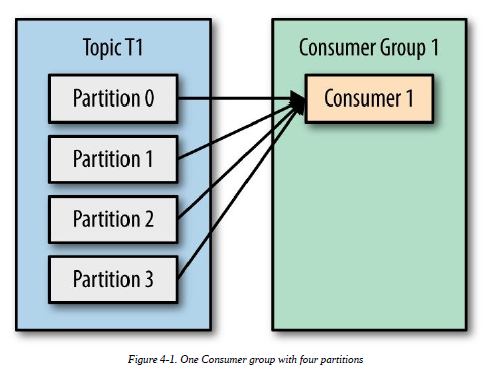 Topic T1
Partition 0
Partition 1
Partition 2
Partition 3
Consumer Group 1
Consumer 1
Figure 4-1. One Consumer group with four partitions